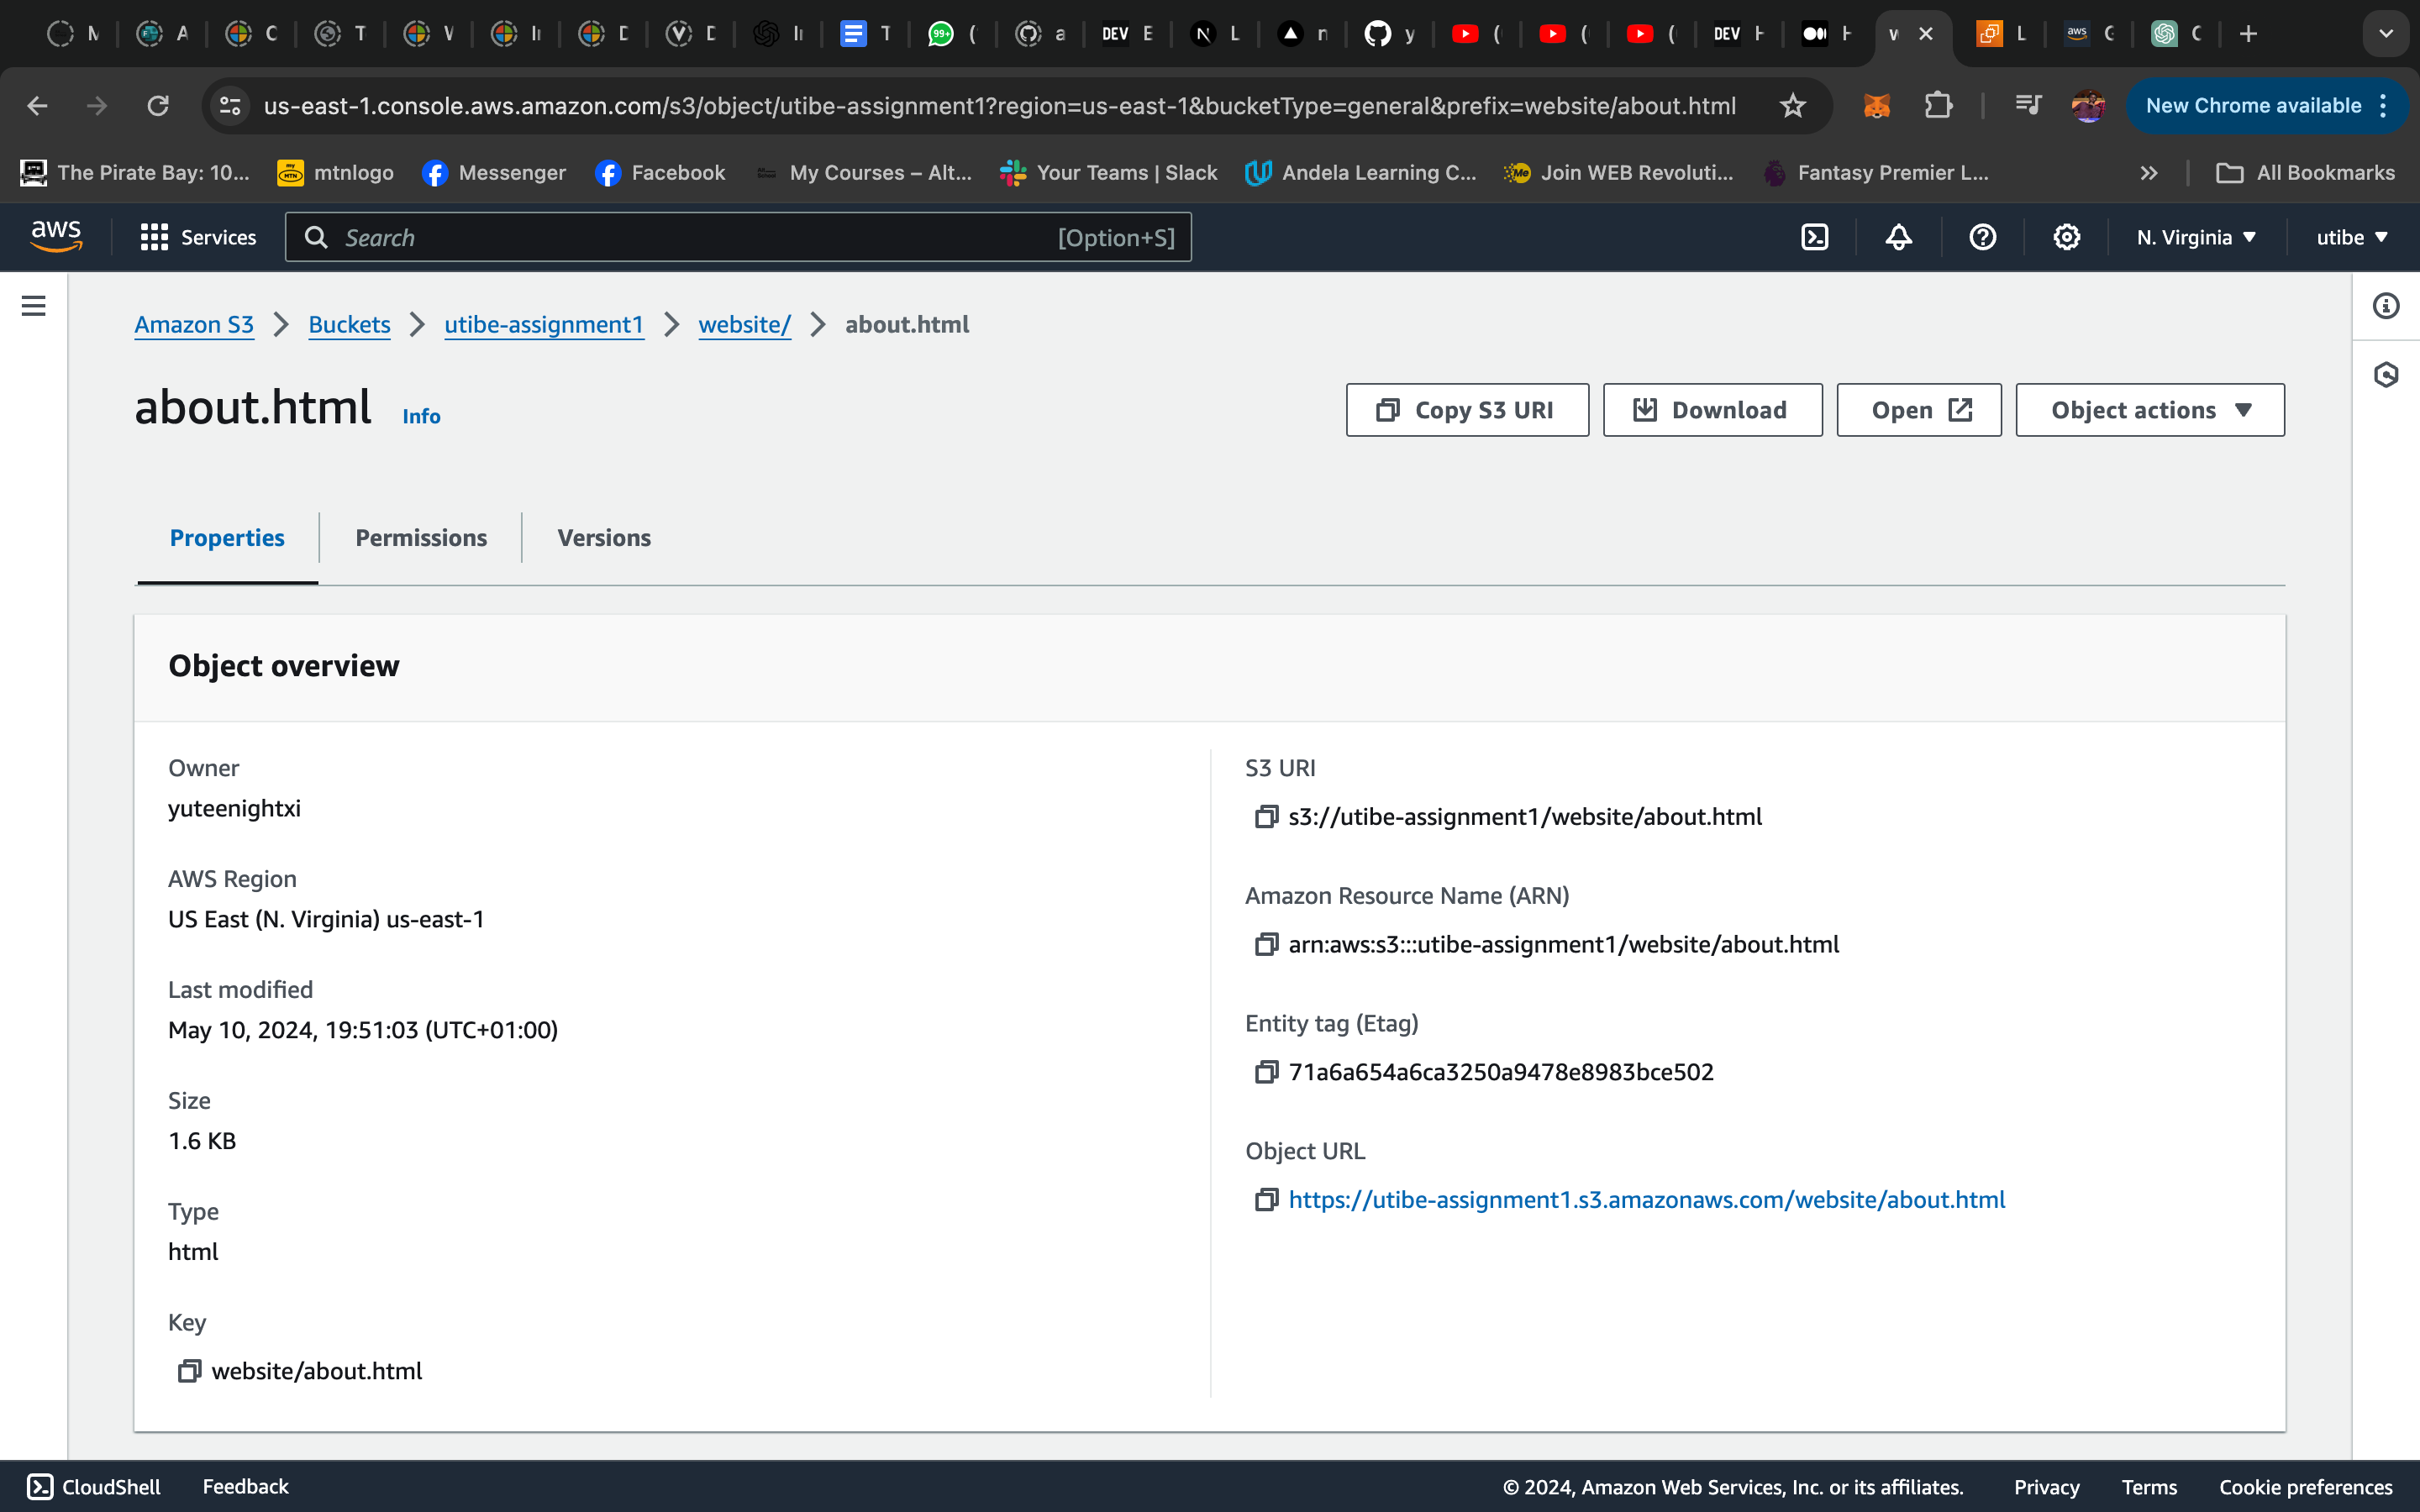 M A C T V I D V D I T 99+ ( a DEV E N L n y ( ( ( DEV H H v aws G C
us-east-1.console.aws.amazon.com/s3/object/utibe-assignment1?region=us-east-1&bucketType=general&prefix=website/about.html
New Chrome available
The Pirate Bay: 10... my MTN mtnlogo Messenger Facebook My Courses – Alt... Your Teams | Slack Andela Learning C... Me Join WEB Revoluti... Fantasy Premier L... » All Bookmarks
aws Services Search [Option+S] N. Virginia utibe
Amazon S3 Buckets utibe-assignment1 website/ about.html
about.html Info Copy S3 URI Download Open Object actions
Properties Permissions Versions
Object overview
Owner
yuteenightxi
AWS Region
US East (N. Virginia) us-east-1
Last modified
May 10, 2024, 19:51:03 (UTC+01:00)
Size
1.6 KB
Type
html
Key
website/about.html
S3 URI
s3://utibe-assignment1/website/about.html
Amazon Resource Name (ARN)
arn:aws:s3:::utibe-assignment1/website/about.html
Entity tag (Etag)
71a6a654a6ca3250a9478e8983bce502
Object URL
https://utibe-assignment1.s3.amazonaws.com/website/about.html
CloudShell Feedback © 2024, Amazon Web Services, Inc. or its affiliates. Privacy Terms Cookie preferences